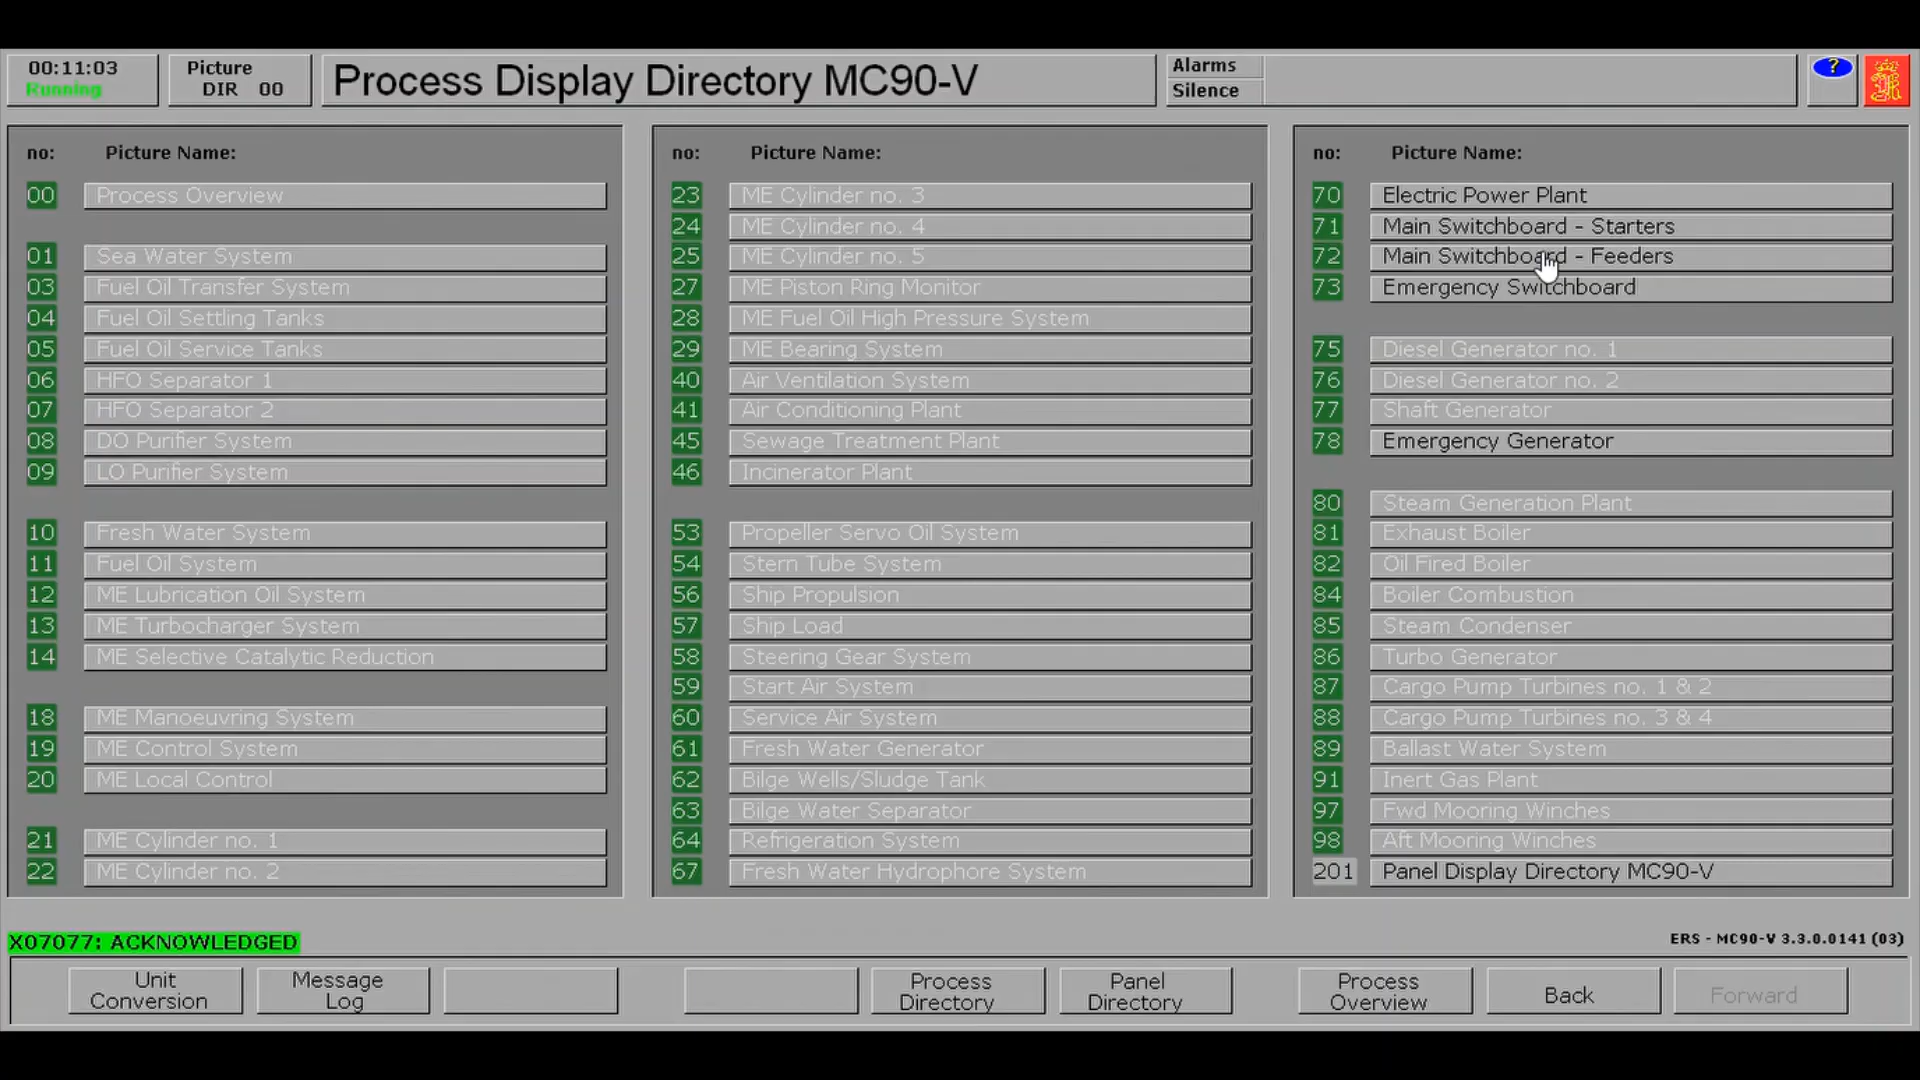 00:11:03
Running
Picture
DIR 00
Process Display Directory MC90-V
Alarms
Silence
?
no: Picture Name:
00 Process Overview
01 Sea Water System
03 Fuel Oil Transfer System
04 Fuel Oil Settling Tanks
05 Fuel Oil Service Tanks
06 HFO Separator 1
07 HFO Separator 2
08 DO Purifier System
09 LO Purifier System
10 Fresh Water System
11 Fuel Oil System
12 ME Lubrication Oil System
13 ME Turbocharger System
14 ME Selective Catalytic Reduction
18 ME Manoeuvring System
19 ME Control System
20 ME Local Control
21 ME Cylinder no. 1
22 ME Cylinder no. 2
no: Picture Name:
23 ME Cylinder no. 3
24 ME Cylinder no. 4
25 ME Cylinder no. 5
27 ME Piston Ring Monitor
28 ME Fuel Oil High Pressure System
29 ME Bearing System
40 Air Ventilation System
41 Air Conditioning Plant
45 Sewage Treatment Plant
46 Incinerator Plant
53 Propeller Servo Oil System
54 Stern Tube System
56 Ship Propulsion
57 Ship Load
58 Steering Gear System
59 Start Air System
60 Service Air System
61 Fresh Water Generator
62 Bilge Wells/Sludge Tank
63 Bilge Water Separator
64 Refrigeration System
67 Fresh Water Hydrophore System
no: Picture Name:
70 Electric Power Plant
71 Main Switchboard - Starters
72 Main Switchboard - Feeders
73 Emergency Switchboard
75 Diesel Generator no. 1
76 Diesel Generator no. 2
77 Shaft Generator
78 Emergency Generator
80 Steam Generation Plant
81 Exhaust Boiler
82 Oil Fired Boiler
84 Boiler Combustion
85 Steam Condenser
86 Turbo Generator
87 Cargo Pump Turbines no. 1 & 2
88 Cargo Pump Turbines no. 3 & 4
89 Ballast Water System
91 Inert Gas Plant
97 Fwd Mooring Winches
98 Aft Mooring Winches
201 Panel Display Directory MC90-V
X07077: ACKNOWLEDGED
ERS - MC90-V 3.3.0.0141 (03)
Unit
Conversion
Message
Log
Process
Directory
Panel
Directory
Process
Overview
Back
Forward